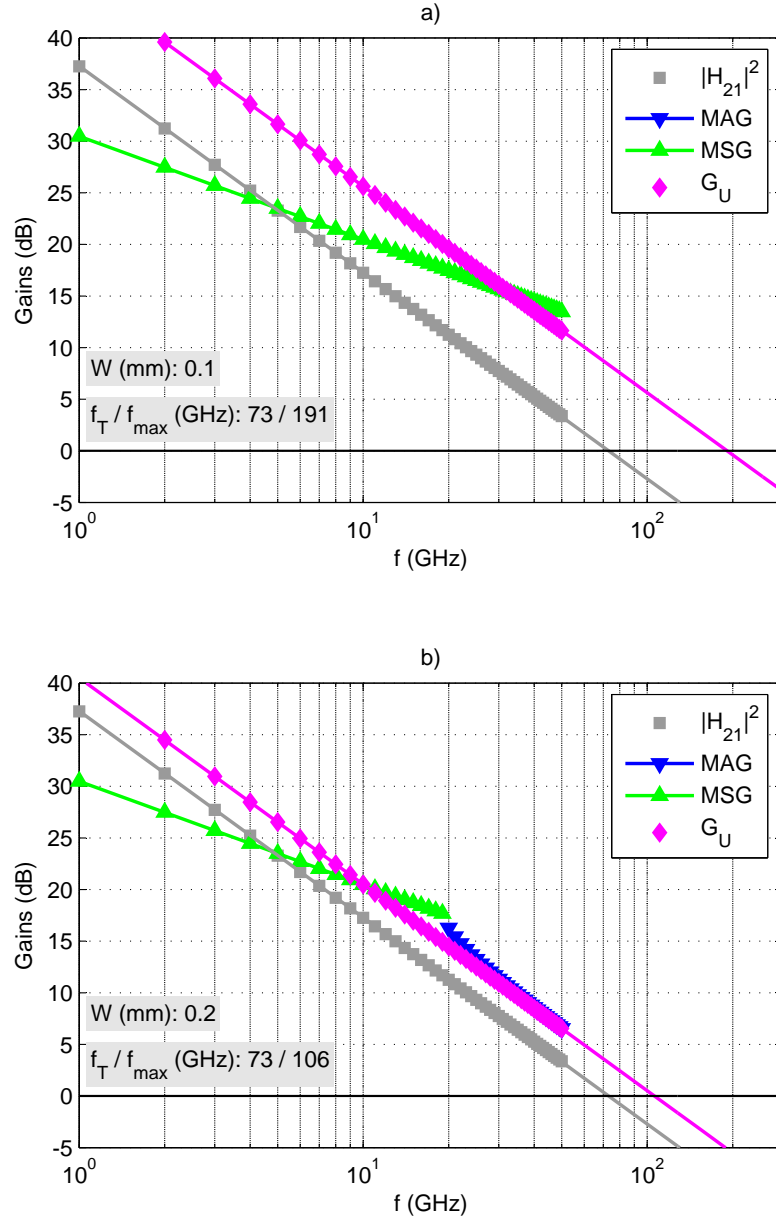 a)
40
35
30
25
20
15
10
5
0
-5
Gains (dB)
|H21|²
MAG
MSG
GU
W (mm): 0.1
fT / fmax (GHz): 73 / 191
10⁰
10¹
10²
f (GHz)
b)
40
35
30
25
20
15
10
5
0
-5
Gains (dB)
|H21|²
MAG
MSG
GU
W (mm): 0.2
fT / fmax (GHz): 73 / 106
10⁰
10¹
10²
f (GHz)